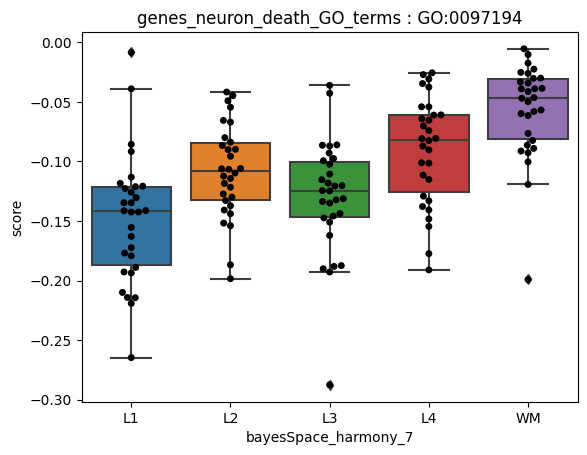 genes_neuron_death_GO_terms : GO:0097194
0.00
−0.05
−0.10
−0.15
−0.20
−0.25
−0.30
score
L1 L2 L3 L4 WM
bayesSpace_harmony_7